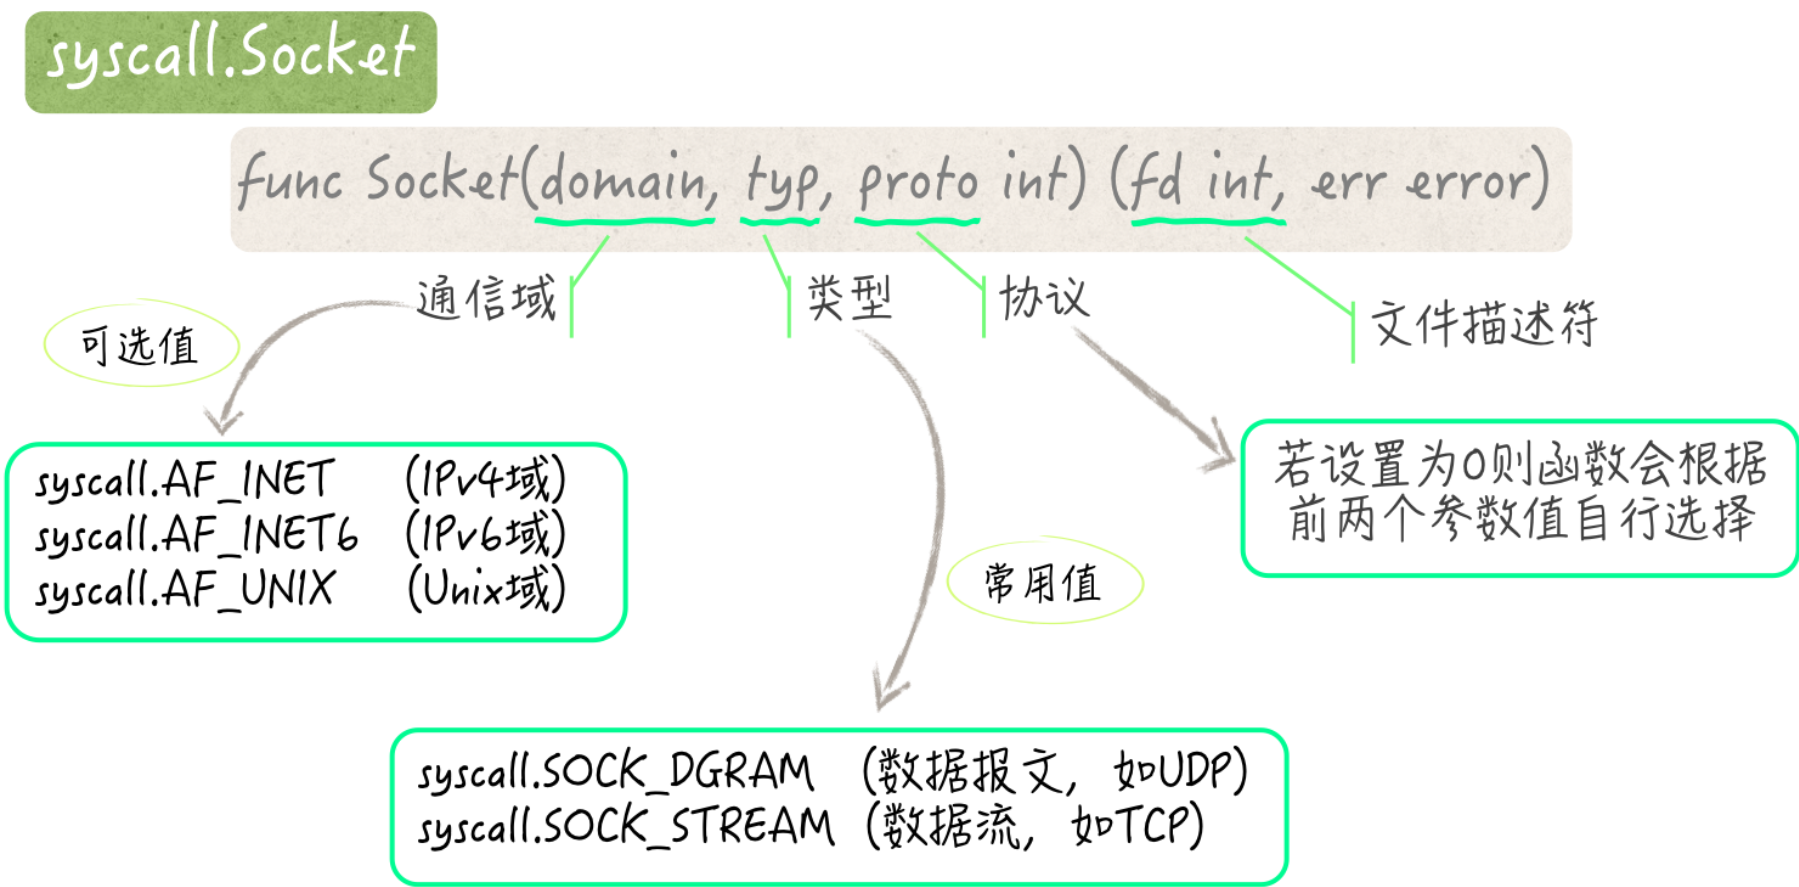 syscall.Socket
func Socket(domain, typ, proto int) (fd int, err error)
通信域
类型
协议
文件描述符
可选值
syscall.AF_INET (IPv4域)
syscall.AF_INET6 (IPv6域)
syscall.AF_UNIX (Unix域)
若设置为0则函数会根据
前两个参数值自行选择
常用值
syscall.SOCK_DGRAM (数据报文, 如UDP)
syscall.SOCK_STREAM (数据流, 如TCP)